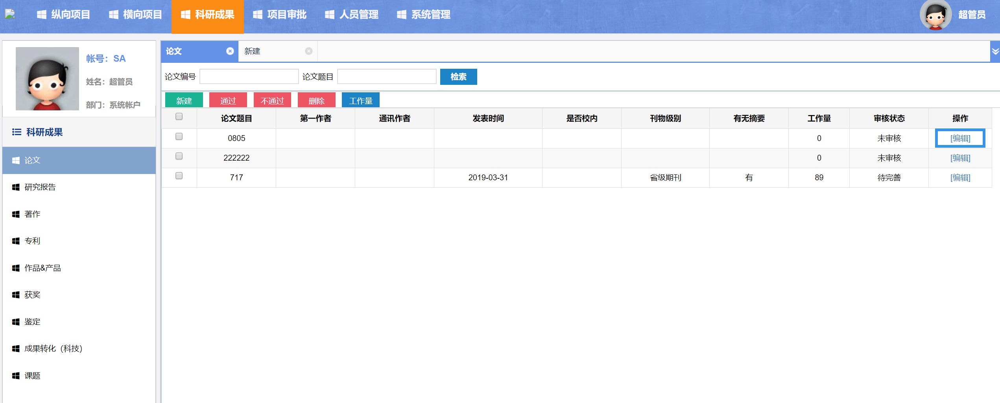 纵向项目 横向项目 科研成果 项目审批 人员管理 系统管理 超管员
帐号：SA
姓名：超管员
部门：系统帐户
科研成果
论文
研究报告
著作
专利
作品&产品
获奖
鉴定
成果转化（科技）
课题
论文 新建
论文编号 论文题目 检索
新建 通过 不通过 删除 工作量
论文题目 第一作者 通讯作者 发表时间 是否校内 刊物级别 有无摘要 工作量 审核状态 操作
0805 0 未审核 [编辑]
222222 0 未审核 [编辑]
717 2019-03-31 省级期刊 有 89 待完善 [编辑]